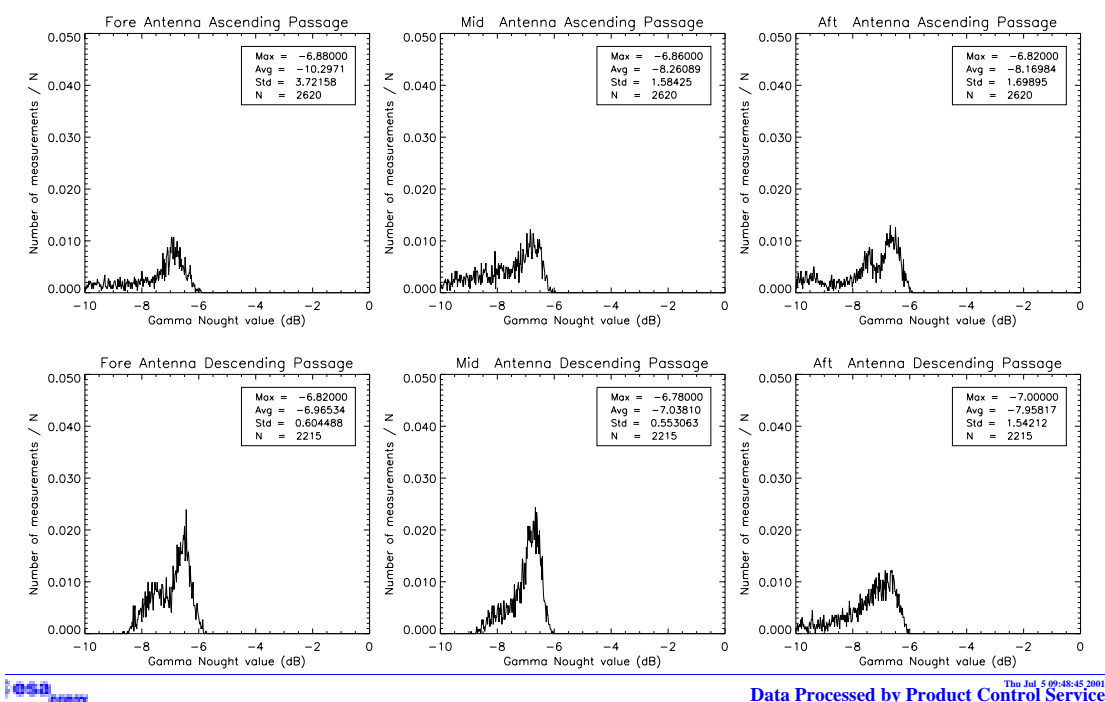 Fore Antenna Ascending Passage
Number of measurements / N
0.050
0.040
0.030
0.020
0.010
0.000
Max = -6.88000
Avg = -10.2971
Std = 3.72158
N = 2620
-10 -8 -6 -4 -2 0
Gamma Nought value (dB)
Mid Antenna Ascending Passage
Number of measurements / N
0.050
0.040
0.030
0.020
0.010
0.000
Max = -6.86000
Avg = -8.26089
Std = 1.58425
N = 2620
-10 -8 -6 -4 -2 0
Gamma Nought value (dB)
Aft Antenna Ascending Passage
Number of measurements / N
0.050
0.040
0.030
0.020
0.010
0.000
Max = -6.82000
Avg = -8.16984
Std = 1.69895
N = 2620
-10 -8 -6 -4 -2 0
Gamma Nought value (dB)
Fore Antenna Descending Passage
Number of measurements / N
0.050
0.040
0.030
0.020
0.010
0.000
Max = -6.82000
Avg = -6.96534
Std = 0.604488
N = 2215
-10 -8 -6 -4 -2 0
Gamma Nought value (dB)
Mid Antenna Descending Passage
Number of measurements / N
0.050
0.040
0.030
0.020
0.010
0.000
Max = -6.78000
Avg = -7.03810
Std = 0.553063
N = 2215
-10 -8 -6 -4 -2 0
Gamma Nought value (dB)
Aft Antenna Descending Passage
Number of measurements / N
0.050
0.040
0.030
0.020
0.010
0.000
Max = -7.00000
Avg = -7.95817
Std = 1.54212
N = 2215
-10 -8 -6 -4 -2 0
Gamma Nought value (dB)
esa
Thu Jul 5 09:48:45 2001
Data Processed by Product Control Service